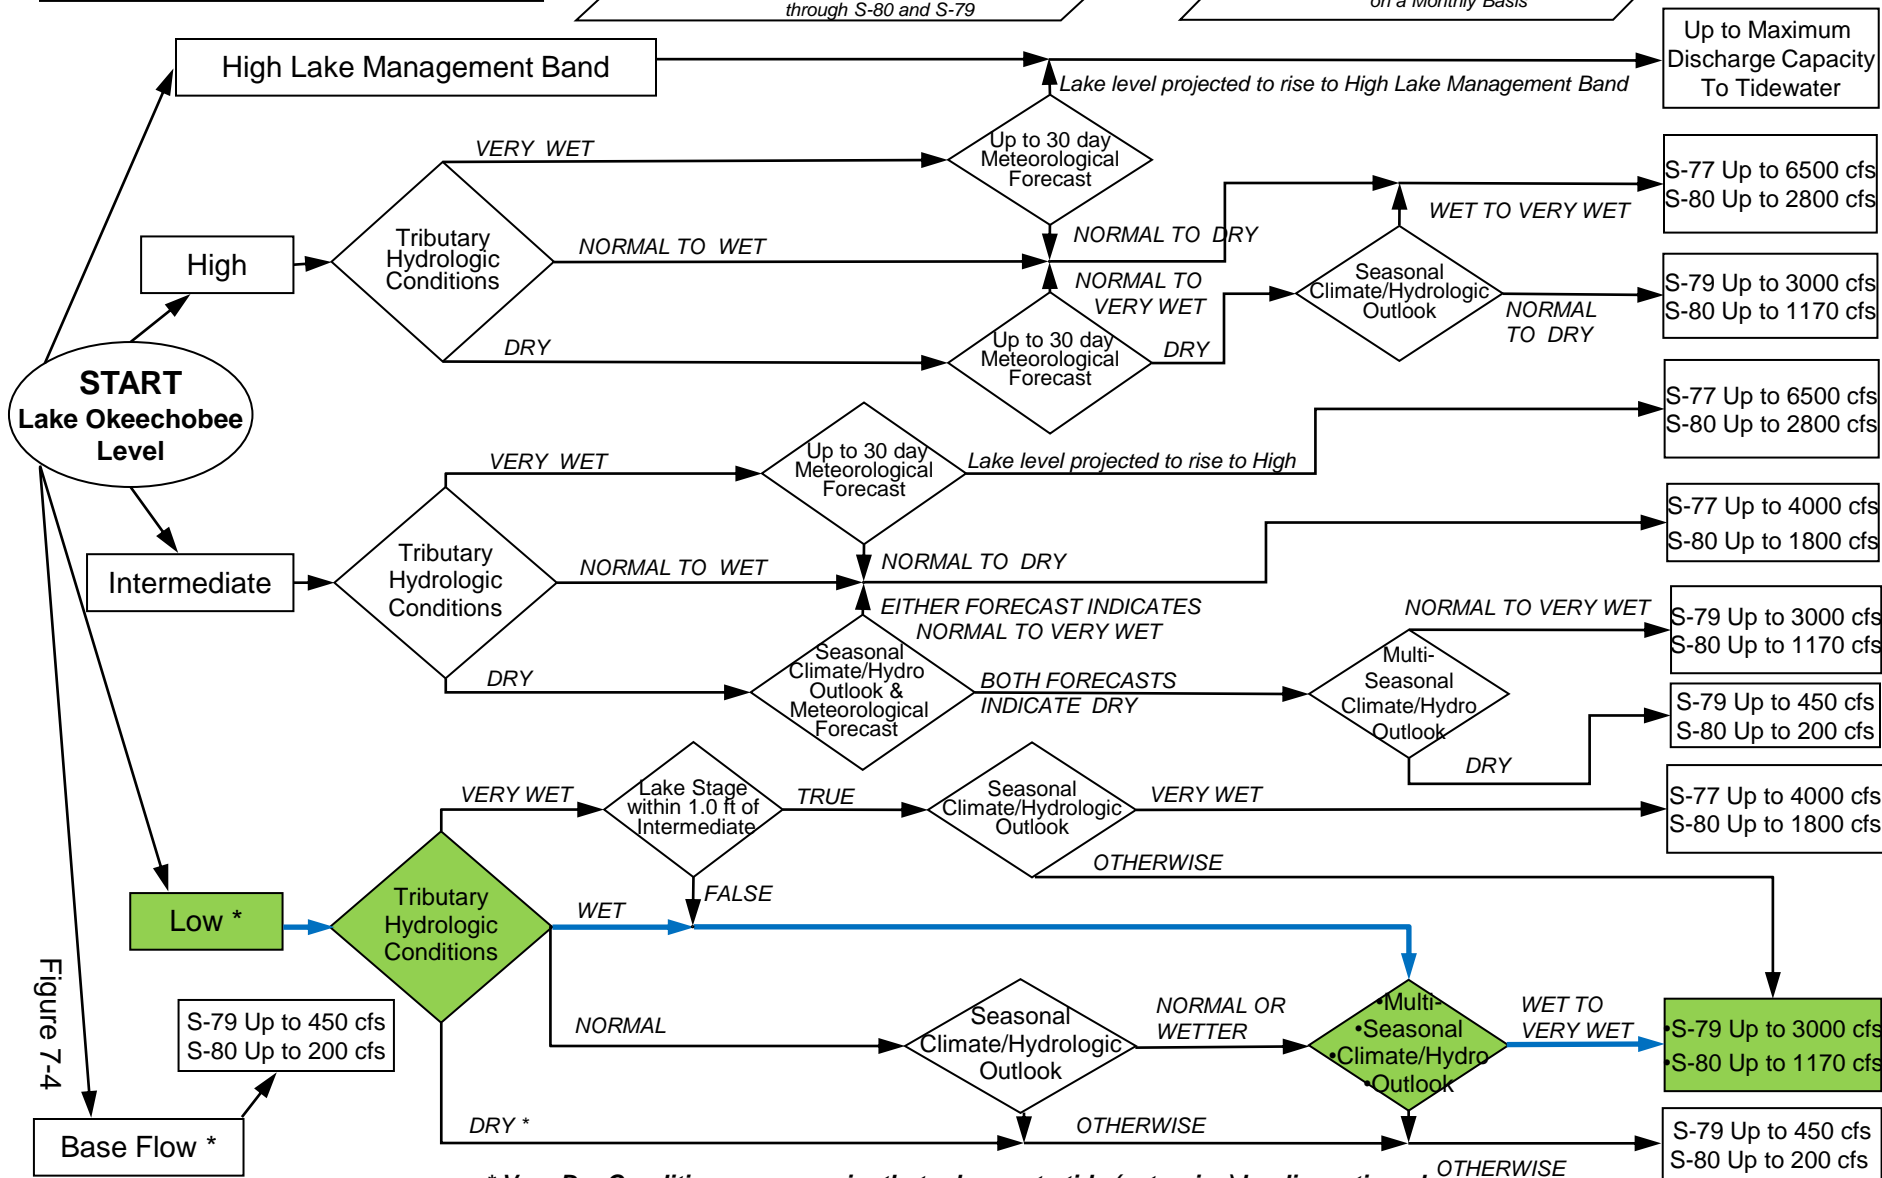 through S-80 and S-79
on a Monthly Basis
Up to Maximum
Discharge Capacity
To Tidewater
High Lake Management Band
Lake level projected to rise to High Lake Management Band
VERY WET
Up to 30 day
Meteorological
Forecast
S-77 Up to 6500 cfs
S-80 Up to 2800 cfs
WET TO VERY WET
High
Tributary
Hydrologic
Conditions
NORMAL TO WET
NORMAL TO DRY
NORMAL TO
VERY WET
Seasonal
Climate/Hydrologic
Outlook
NORMAL
TO DRY
S-79 Up to 3000 cfs
S-80 Up to 1170 cfs
DRY
Up to 30 day
Meteorological
Forecast
DRY
START
Lake Okeechobee
Level
S-77 Up to 6500 cfs
S-80 Up to 2800 cfs
VERY WET
Up to 30 day
Meteorological
Forecast
Lake level projected to rise to High
S-77 Up to 4000 cfs
S-80 Up to 1800 cfs
Intermediate
Tributary
Hydrologic
Conditions
NORMAL TO WET
NORMAL TO DRY
EITHER FORECAST INDICATES
NORMAL TO VERY WET
NORMAL TO VERY WET
S-79 Up to 3000 cfs
S-80 Up to 1170 cfs
DRY
Seasonal
Climate/Hydro
Outlook &
Meteorological
Forecast
BOTH FORECASTS
INDICATE DRY
Multi-
Seasonal
Climate/Hydro
Outlook
DRY
S-79 Up to 450 cfs
S-80 Up to 200 cfs
VERY WET
Lake Stage
within 1.0 ft of
Intermediate
TRUE
Seasonal
Climate/Hydrologic
Outlook
VERY WET
S-77 Up to 4000 cfs
S-80 Up to 1800 cfs
OTHERWISE
FALSE
Low *
Tributary
Hydrologic
Conditions
WET
NORMAL
Seasonal
Climate/Hydrologic
Outlook
NORMAL OR
WETTER
•Multi-
•Seasonal
•Climate/Hydro
•Outlook
WET TO
VERY WET
•S-79 Up to 3000 cfs
•S-80 Up to 1170 cfs
Figure 7-4
S-79 Up to 450 cfs
S-80 Up to 200 cfs
Base Flow *
DRY *
OTHERWISE
OTHERWISE
S-79 Up to 450 cfs
S-80 Up to 200 cfs